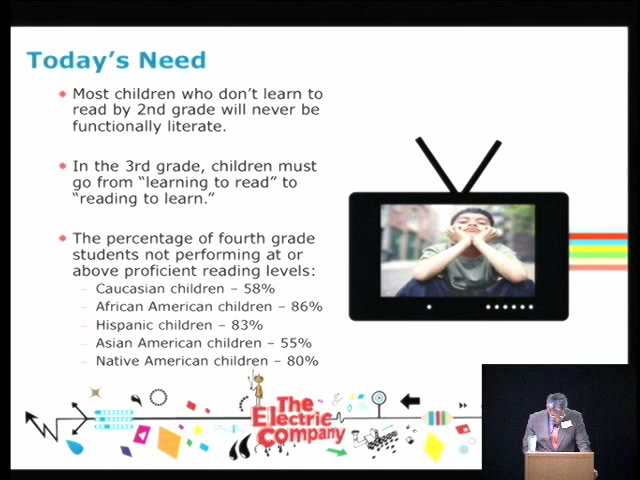 Today's Need
Most children who don't learn to
read by 2nd grade will never be
functionally literate.
In the 3rd grade, children must
go from “learning to read” to
“reading to learn.”
The percentage of fourth grade
students not performing at or
above proficient reading levels:
– Caucasian children – 58%
– African American children – 86%
– Hispanic children – 83%
– Asian American children – 55%
– Native American children – 80%
The
Electric
Company